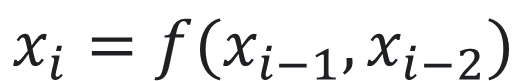 x_i = f(x_{i-1}, x_{i-2})